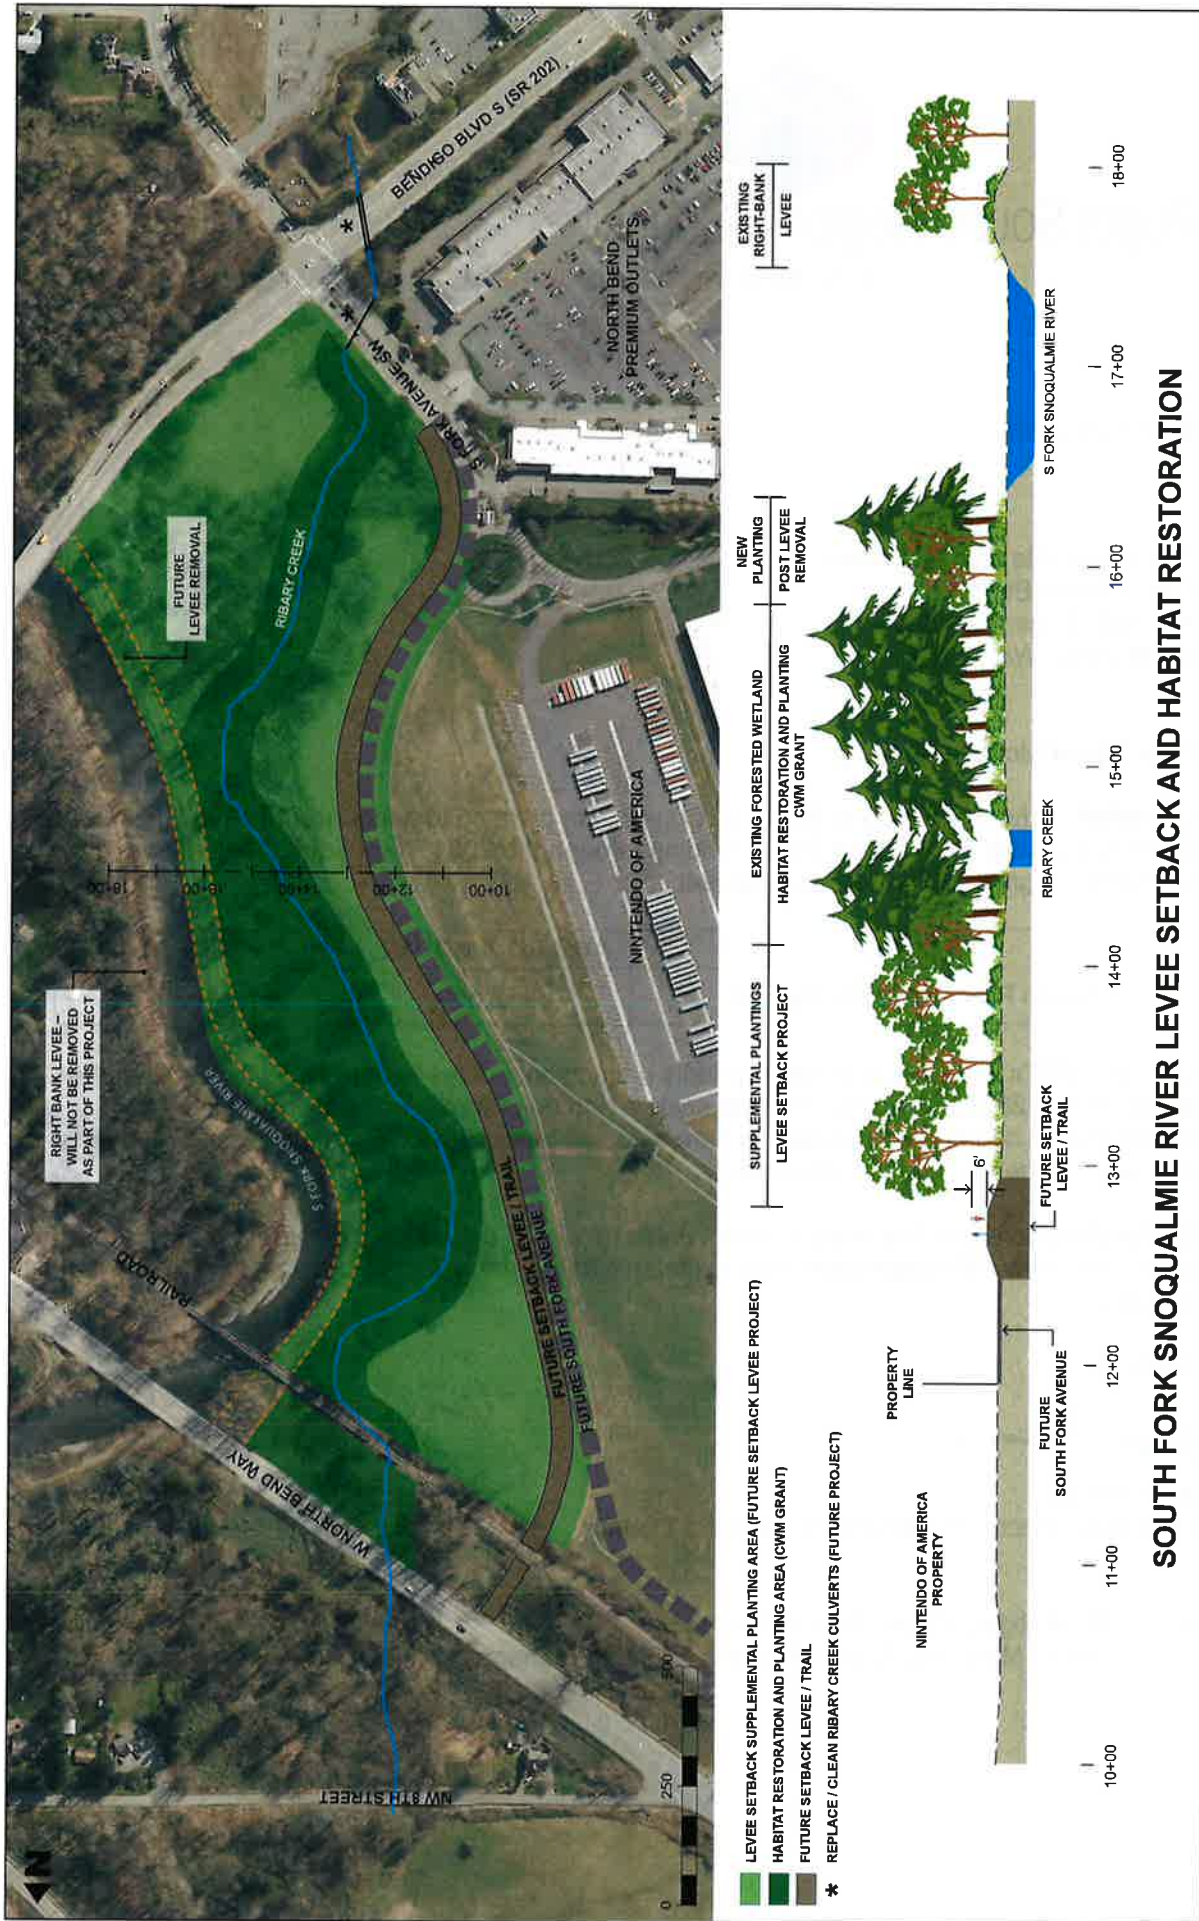 N
NW 8TH STREET
W NORTH BEND WAY
RAILROAD
RIGHT BANK LEVEE –
WILL NOT BE REMOVED
AS PART OF THIS PROJECT
S FORK SNOQUALMIE RIVER
FUTURE
LEVEE REMOVAL
RIBARY CREEK
BENDIGO BLVD S (SR 202)
*
*
S FORK AVENUE SW
NORTH BEND
PREMIUM OUTLETS
NINTENDO OF AMERICA
18+00
16+00
14+00
12+00
10+00
FUTURE SETBACK LEVEE / TRAIL
FUTURE SOUTH FORK AVENUE
0
250
500
LEVEE SETBACK SUPPLEMENTAL PLANTING AREA (FUTURE SETBACK LEVEE PROJECT)
HABITAT RESTORATION AND PLANTING AREA (CWM GRANT)
FUTURE SETBACK LEVEE / TRAIL
* REPLACE / CLEAN RIBARY CREEK CULVERTS (FUTURE PROJECT)
SUPPLEMENTAL PLANTINGS
LEVEE SETBACK PROJECT
EXISTING FORESTED WETLAND
HABITAT RESTORATION AND PLANTING
CWM GRANT
NEW
PLANTING
POST LEVEE
REMOVAL
EXISTING
RIGHT-BANK
LEVEE
NINTENDO OF AMERICA
PROPERTY
PROPERTY
LINE
FUTURE
SOUTH FORK AVENUE
6'
FUTURE SETBACK
LEVEE / TRAIL
RIBARY CREEK
S FORK SNOQUALMIE RIVER
10+00
11+00
12+00
13+00
14+00
15+00
16+00
17+00
18+00
SOUTH FORK SNOQUALMIE RIVER LEVEE SETBACK AND HABITAT RESTORATION